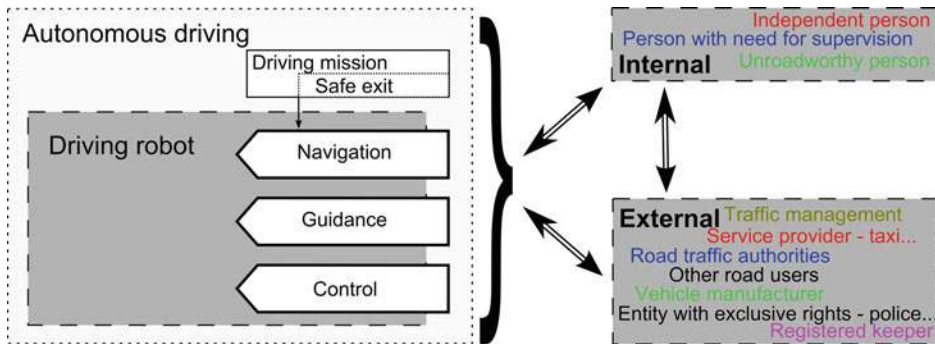 Autonomous driving
Driving mission
Safe exit
Driving robot
Navigation
Guidance
Control
Independent person
Person with need for supervision
Internal Unroadworthy person
External Traffic management
Service provider - taxi...
Road traffic authorities
Other road users
Vehicle manufacturer
Entity with exclusive rights - police...
Registered keeper